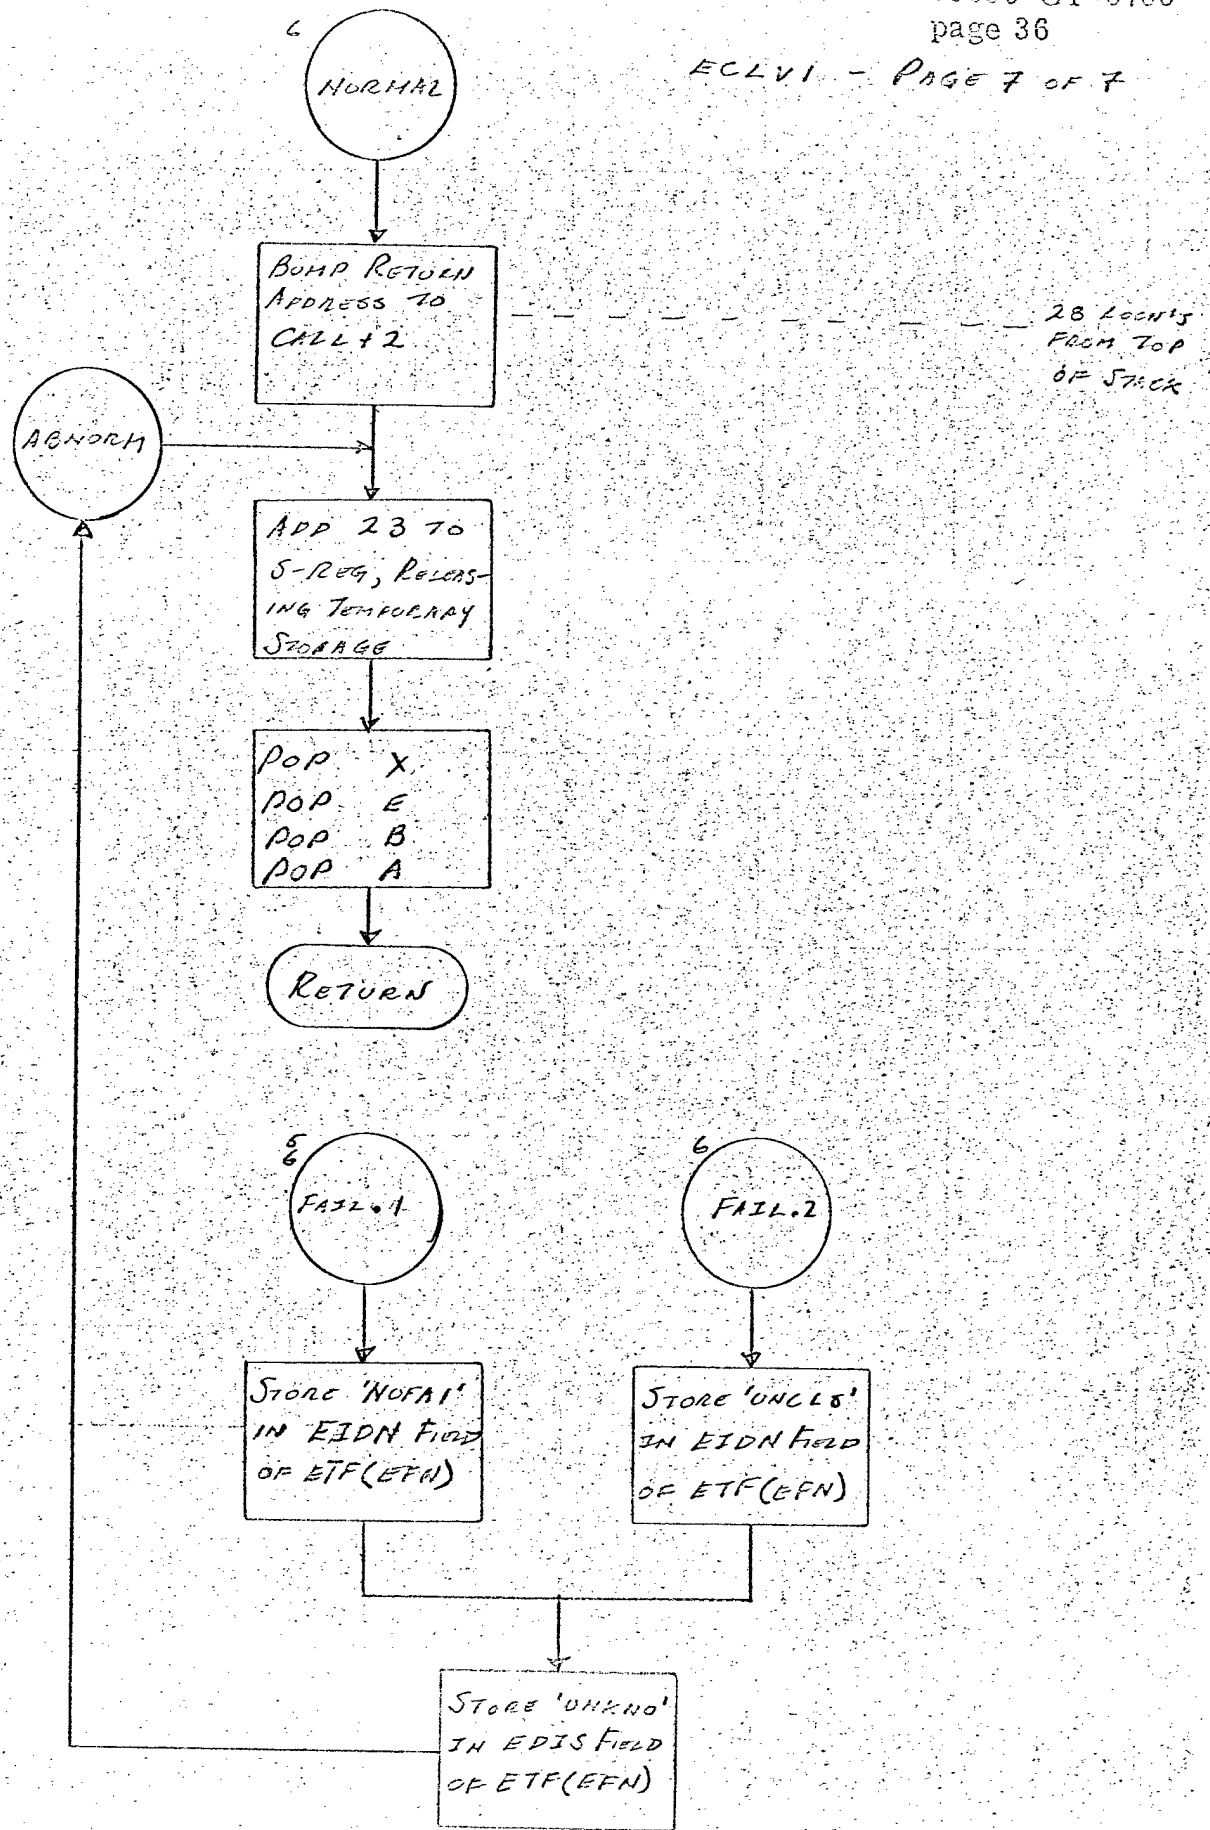 page 36
ECLV1 - PAGE 7 OF 7
6
NORMAL
BUMP RETURN
ADDRESS TO
CALL+2
28 LOCN'S
FROM TOP
OF STACK
ABNORM
ADD 23 TO
S-REG, RELEAS-
ING TEMPORARY
STORAGE
POP X
POP E
POP B
POP A
RETURN
5
6
FAIL.1
6
FAIL.2
STORE 'NOFA1'
IN EIDN FIELD
OF ETF(EFN)
STORE 'UNCLS'
IN EIDN FIELD
OF ETF(EFN)
STORE 'UNKNO'
IN EDIS FIELD
OF ETF(EFN)